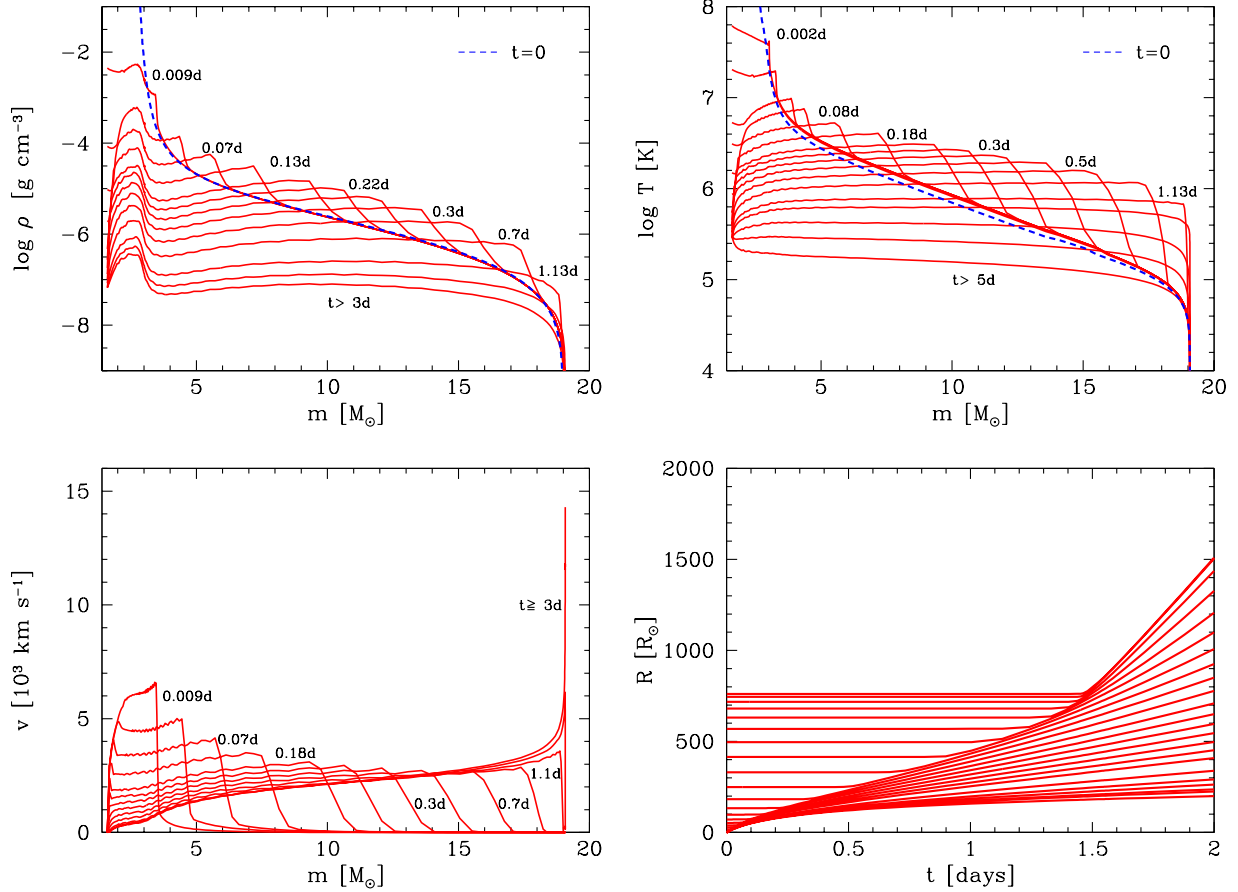 −2
−4
−6
−8
log ρ [g cm⁻³]
0.009d
0.07d
0.13d
0.22d
0.3d
0.7d
1.13d
t> 3d
t=0
5
10
15
20
m [M⊙]
8
7
6
5
4
log T [K]
0.002d
0.08d
0.18d
0.3d
0.5d
1.13d
t> 5d
t=0
5
10
15
20
m [M⊙]
15
10
5
0
v [10³ km s⁻¹]
0.009d
0.07d
0.18d
0.3d
0.7d
1.1d
t≧ 3d
5
10
15
20
m [M⊙]
2000
1500
1000
500
0
R [R⊙]
0
0.5
1
1.5
2
t [days]